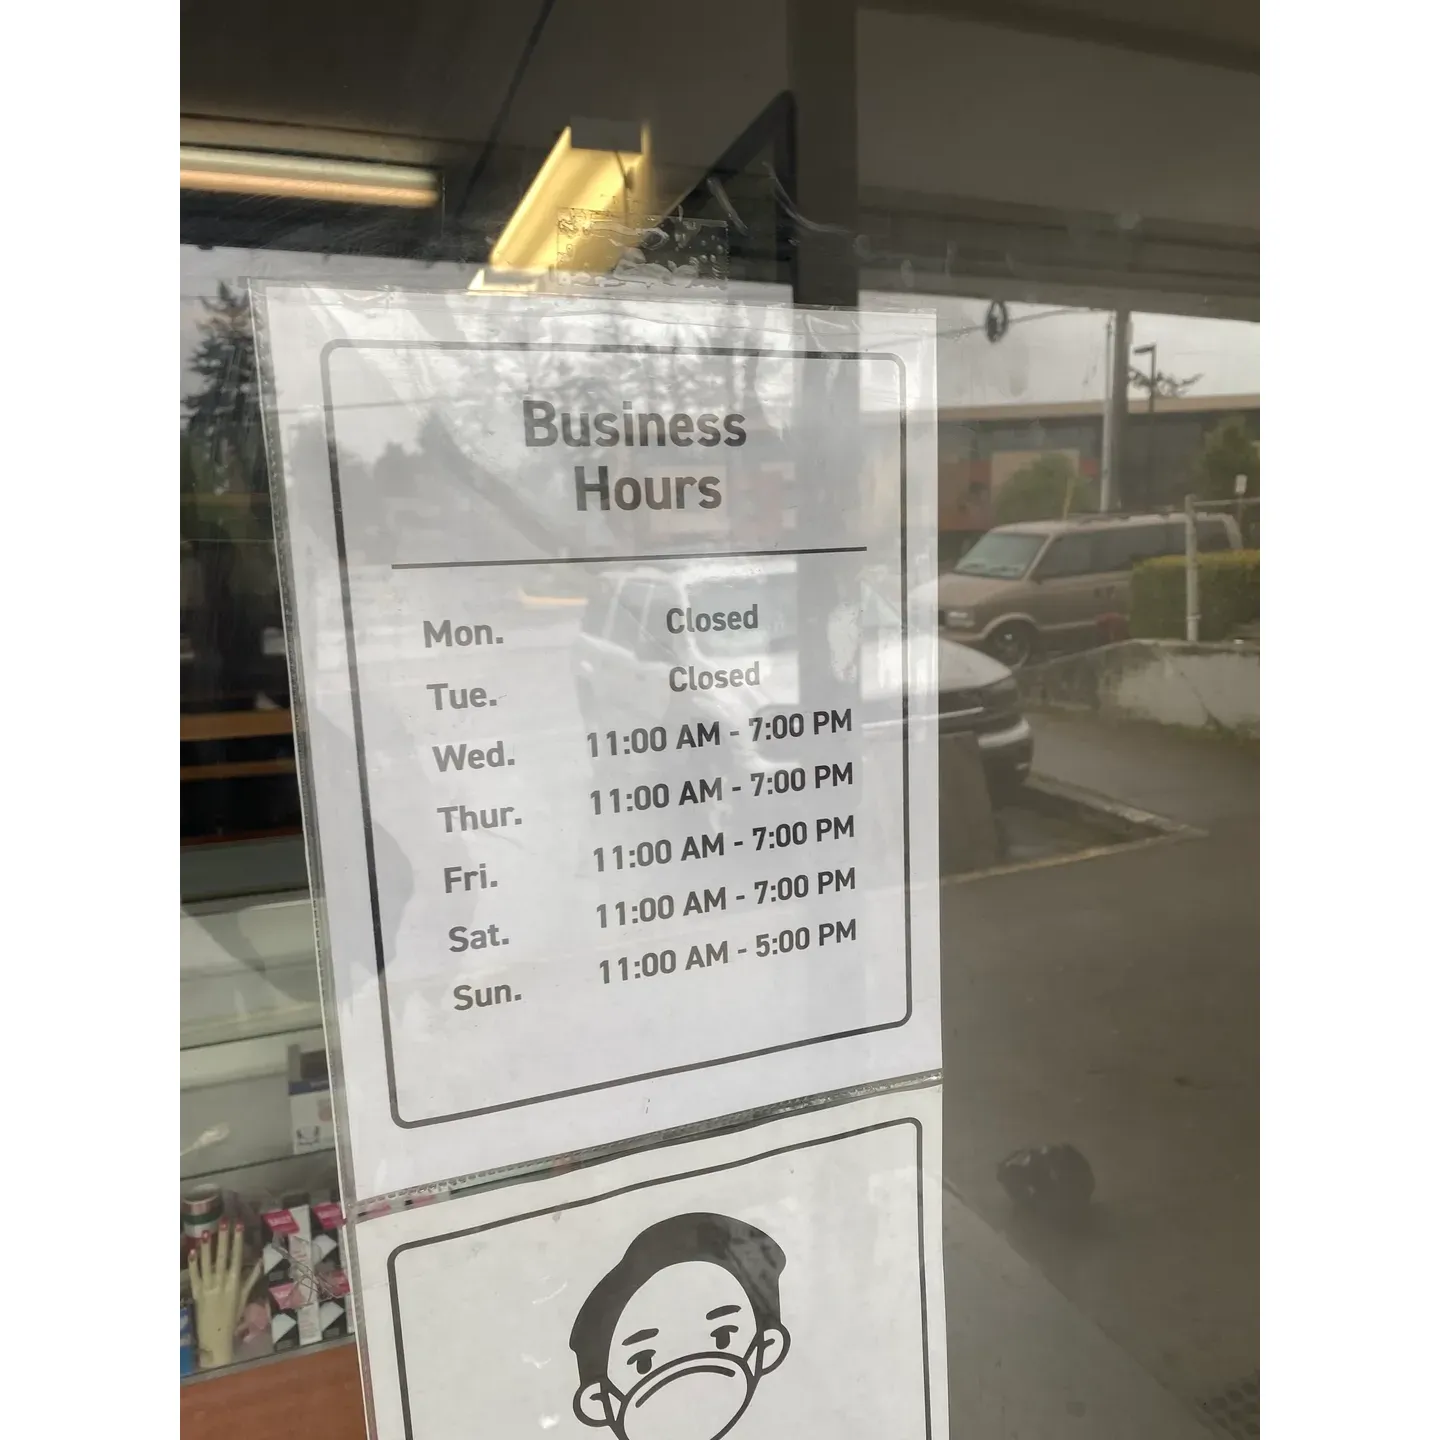 Business
Hours
Mon. Closed
Tue. Closed
Wed. 11:00 AM - 7:00 PM
Thur. 11:00 AM - 7:00 PM
Fri. 11:00 AM - 7:00 PM
Sat. 11:00 AM - 7:00 PM
Sun. 11:00 AM - 5:00 PM